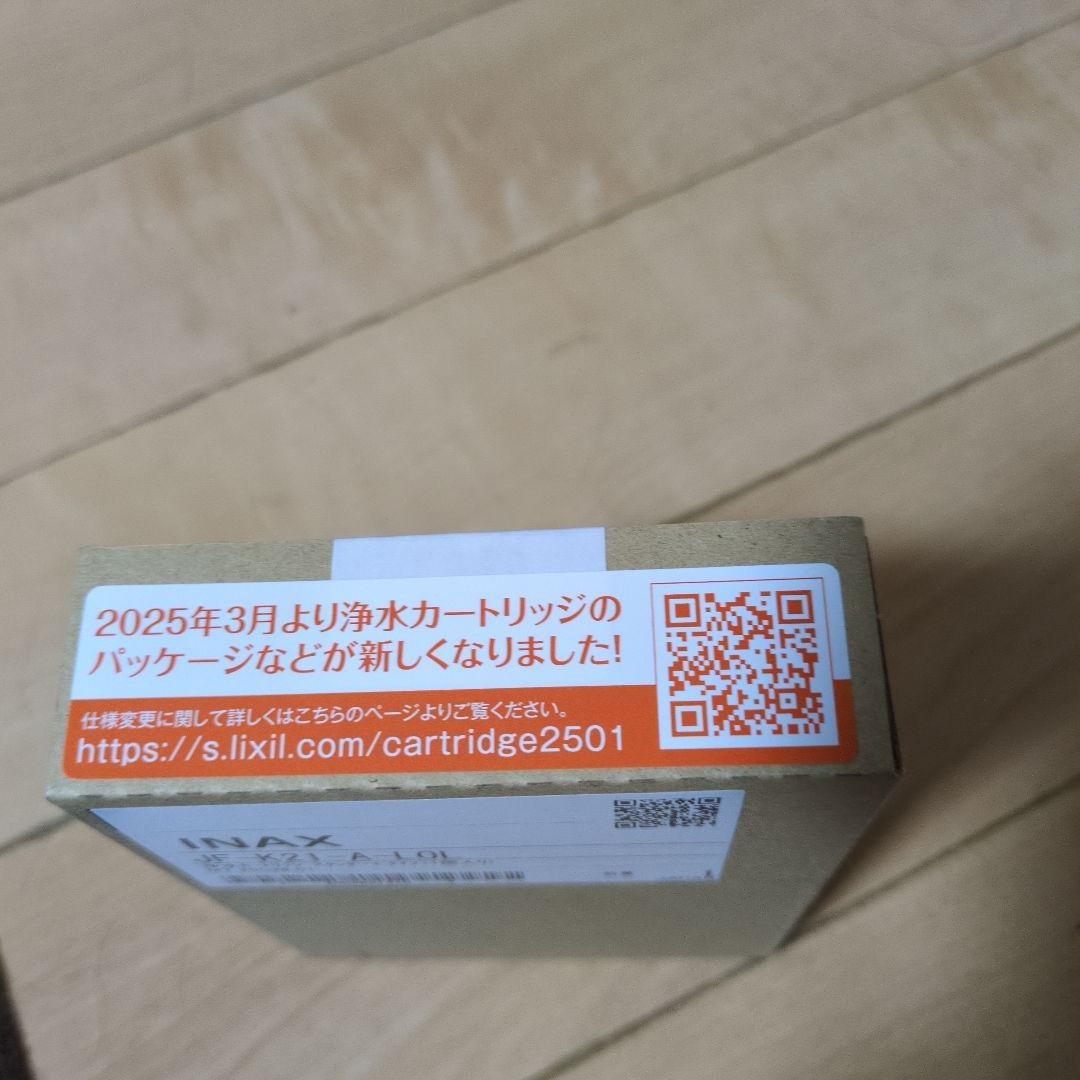 2025年3月より浄水カートリッジの
パッケージなどが新しくなりました!
仕様変更に関して詳しくはこちらのページよりご覧ください。
https://s.lixil.com/cartridge2501
INAX
JF-K21-A